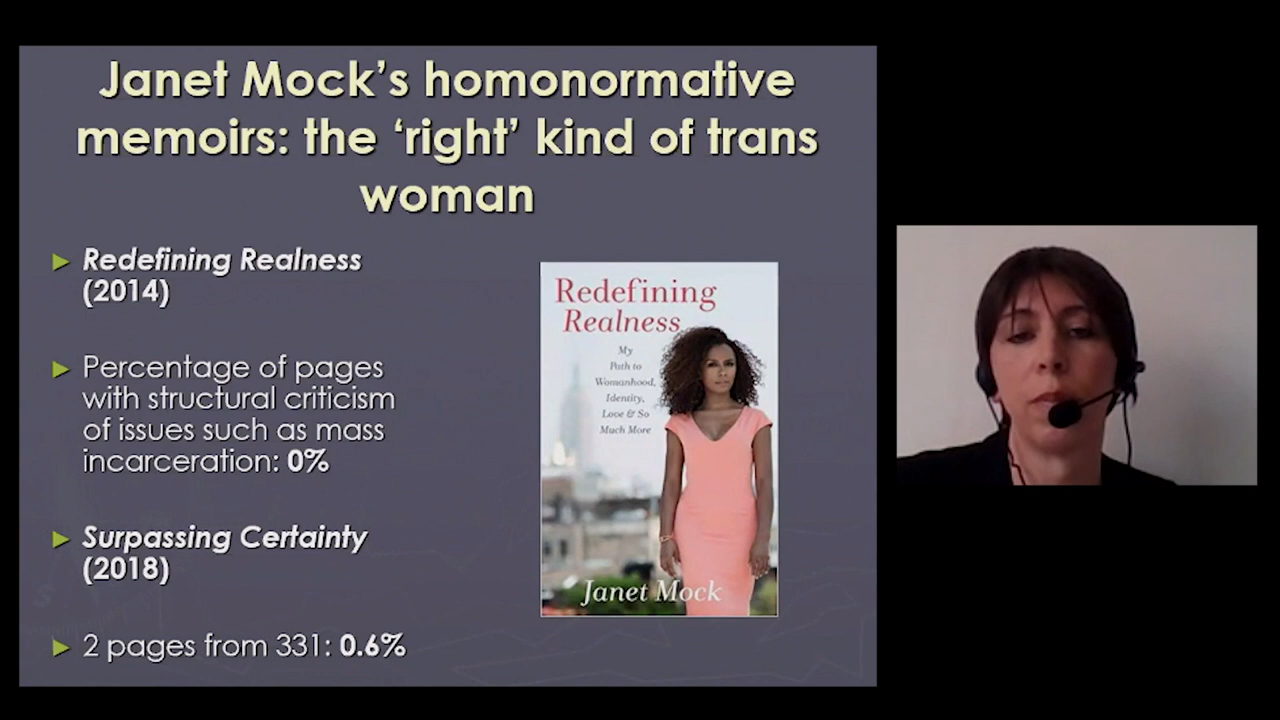 Janet Mock’s homonormative
memoirs: the ‘right’ kind of trans
woman
Redefining Realness
(2014)
Percentage of pages
with structural criticism
of issues such as mass
incarceration: 0%
Surpassing Certainty
(2018)
2 pages from 331: 0.6%
Redefining
Realness
My
Path to
Womanhood,
Identity,
Love & So
Much More
Janet Mock